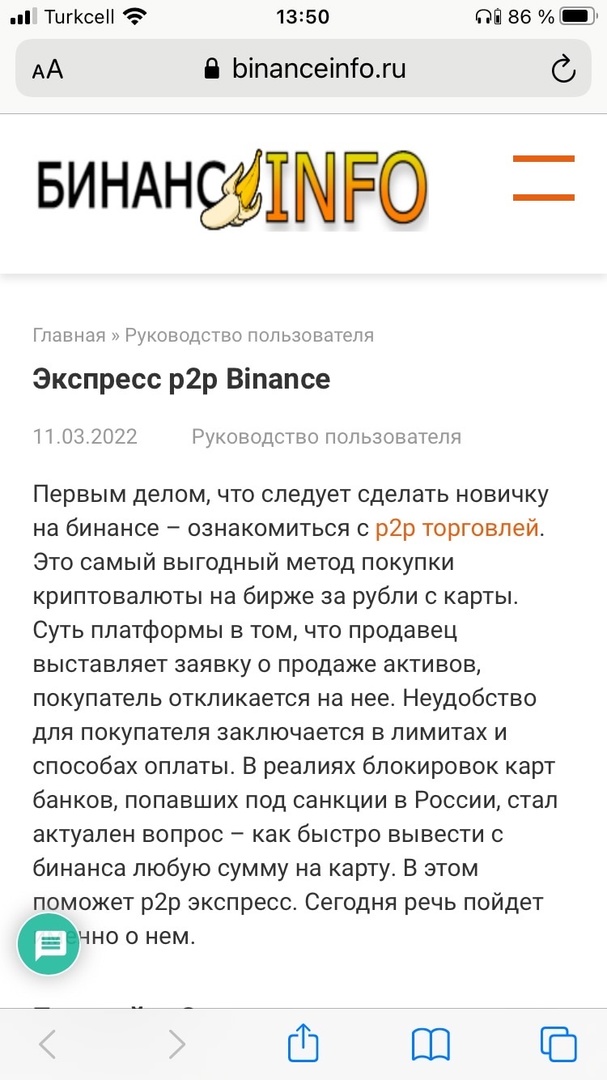 Turkcell 13:50 86 %
AA binanceinfo.ru
БИНАНС INFO
Главная » Руководство пользователя
Экспресс p2p Binance
11.03.2022 Руководство пользователя
Первым делом, что следует сделать новичку
на бинансе – ознакомиться с p2p торговлей.
Это самый выгодный метод покупки
криптовалюты на бирже за рубли с карты.
Суть платформы в том, что продавец
выставляет заявку о продаже активов,
покупатель откликается на нее. Неудобство
для покупателя заключается в лимитах и
способах оплаты. В реалиях блокировок карт
банков, попавших под санкции в России, стал
актуален вопрос – как быстро вывести с
бинанса любую сумму на карту. В этом
поможет p2p экспресс. Сегодня речь пойдет
о нем.